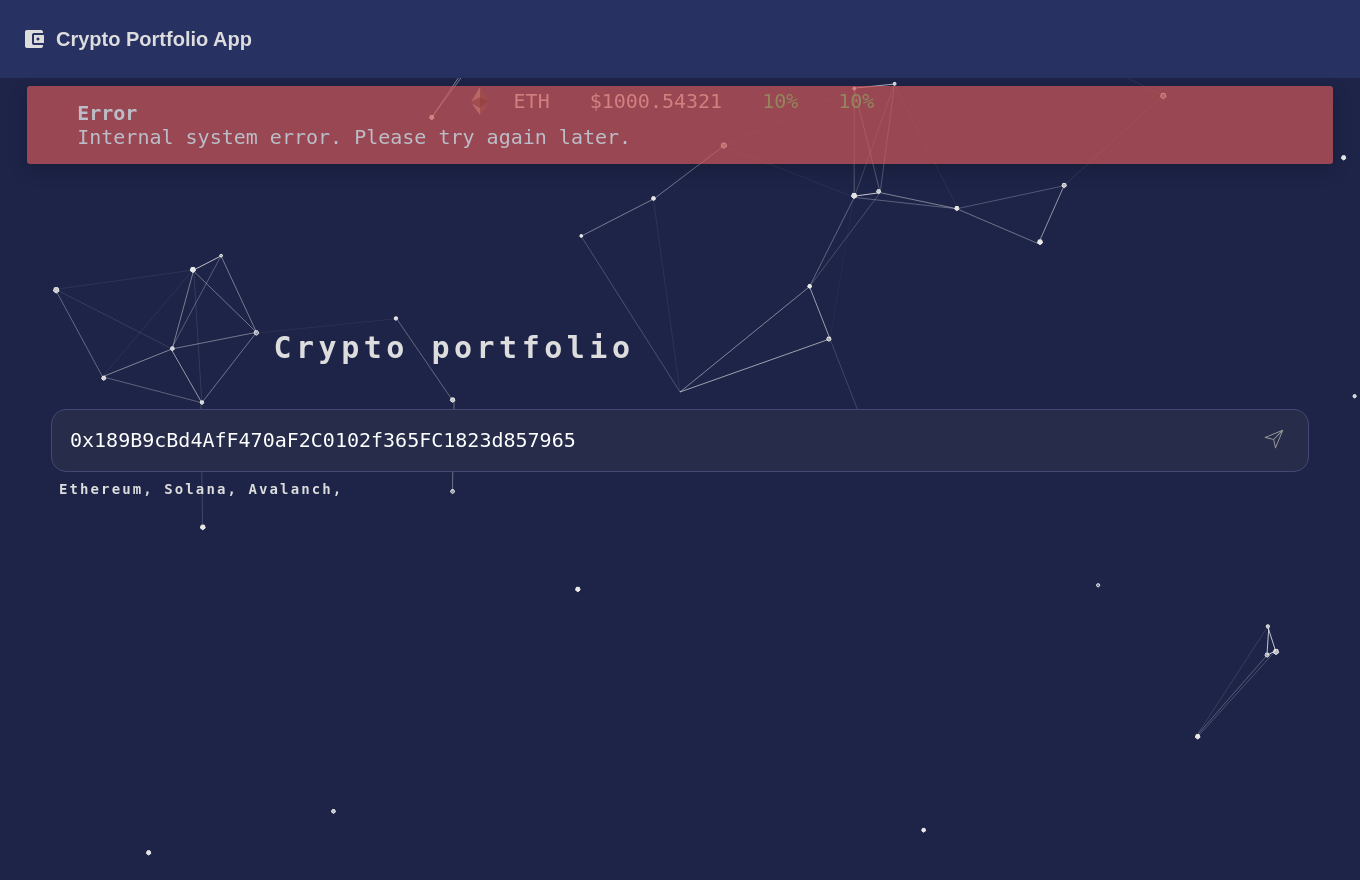 Crypto Portfolio App
ETH $1000.54321 10% 10%
Error
Internal system error. Please try again later.
Crypto portfolio
0x189B9cBd4AfF470aF2C0102f365FC1823d857965
Ethereum, Solana, Avalanch,